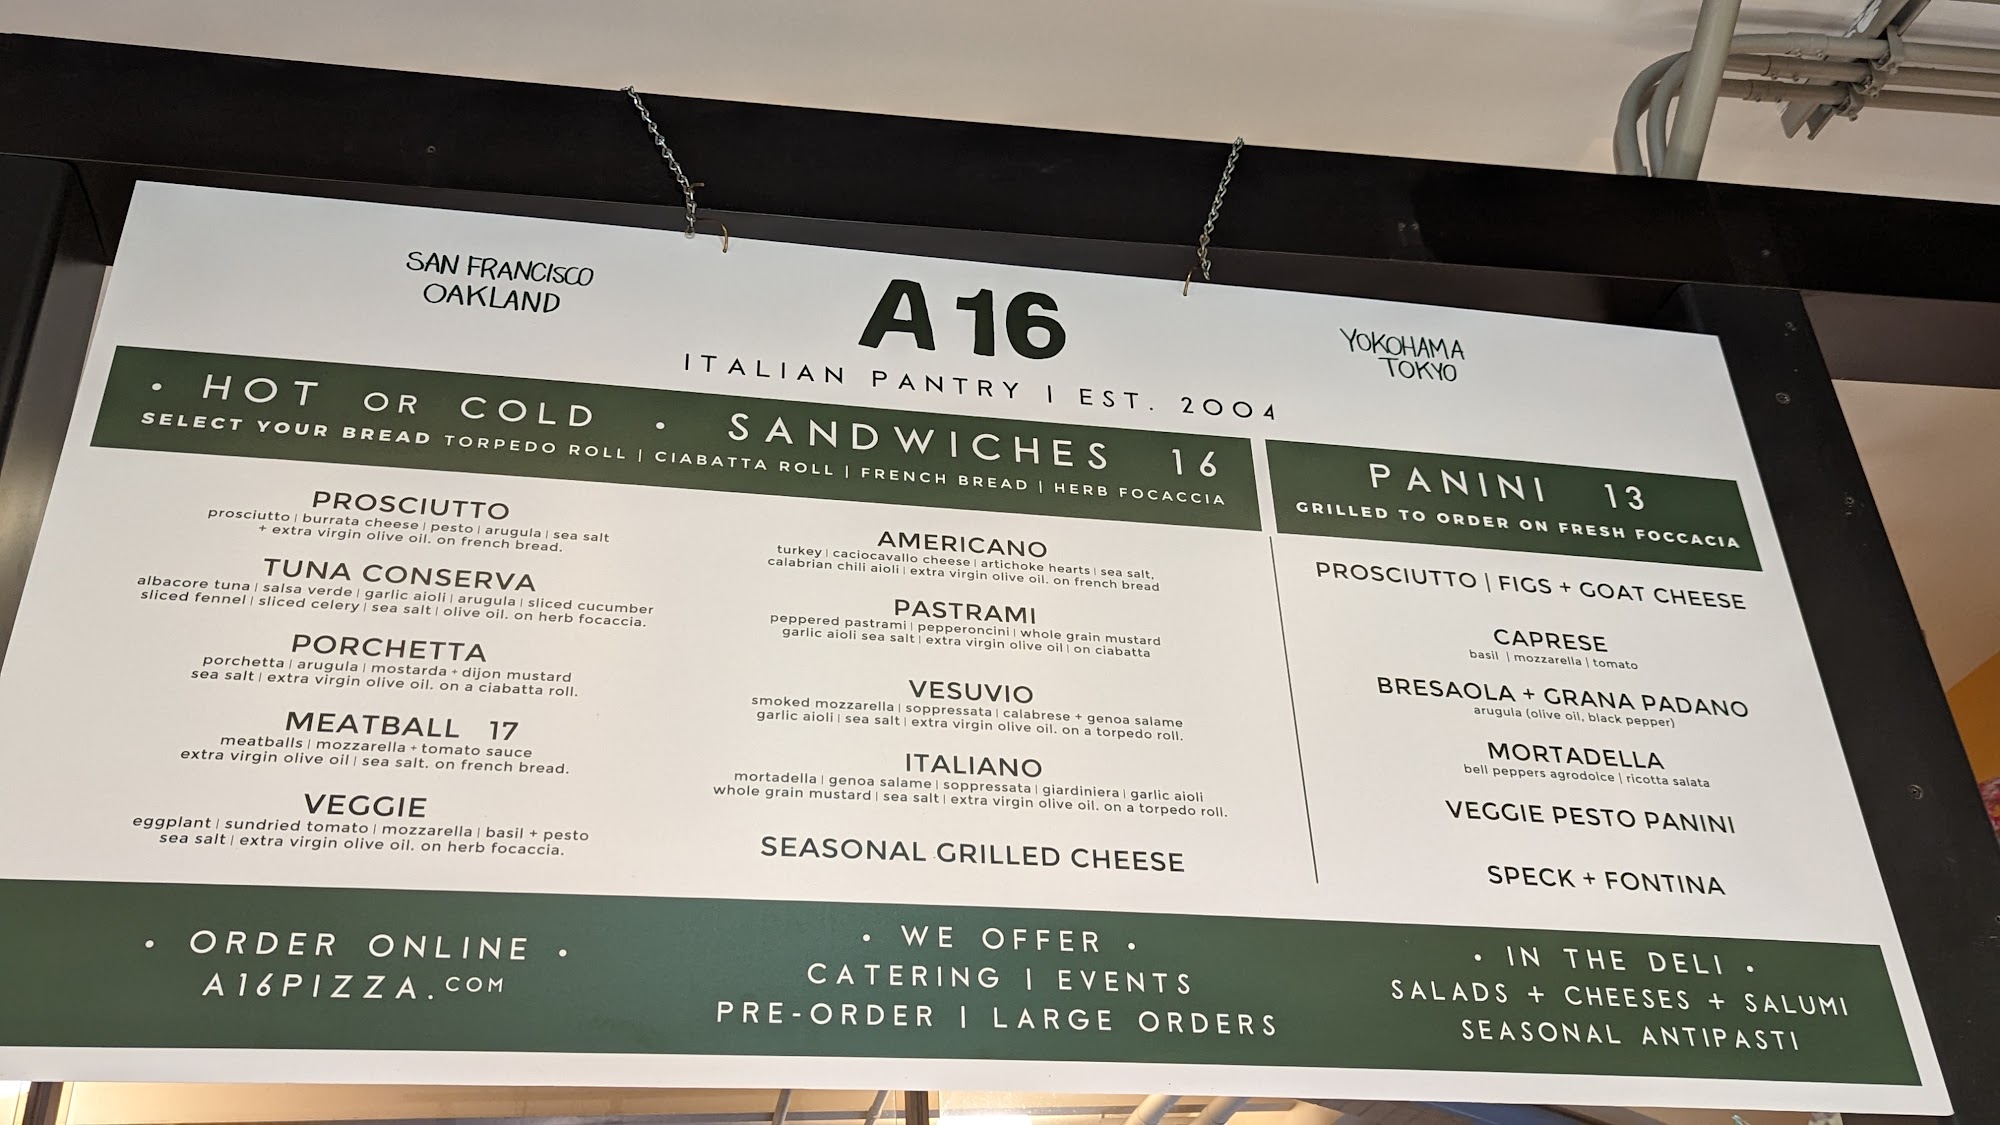 SAN FRANCISCO
OAKLAND
A16
ITALIAN PANTRY | EST. 2004
YOKOHAMA
TOKYO
• HOT OR COLD • SANDWICHES 16
SELECT YOUR BREAD TORPEDO ROLL | CIABATTA ROLL | FRENCH BREAD | HERB FOCACCIA
PROSCIUTTO
prosciutto | burrata cheese | pesto | arugula | sea salt
+ extra virgin olive oil. on french bread.
TUNA CONSERVA
albacore tuna | salsa verde | garlic aioli | arugula | sliced cucumber
sliced fennel | sliced celery | sea salt | olive oil. on herb focaccia.
PORCHETTA
porchetta | arugula | mostarda + dijon mustard
sea salt | extra virgin olive oil. on a ciabatta roll.
MEATBALL 17
meatballs | mozzarella + tomato sauce
extra virgin olive oil | sea salt. on french bread.
VEGGIE
eggplant | sundried tomato | mozzarella | basil + pesto
sea salt | extra virgin olive oil. on herb focaccia.
AMERICANO
turkey | caciocavallo cheese | artichoke hearts | sea salt,
calabrian chili aioli | extra virgin olive oil. on french bread
PASTRAMI
peppered pastrami | pepperoncini | whole grain mustard
garlic aioli sea salt | extra virgin olive oil | on ciabatta
VESUVIO
smoked mozzarella | soppressata | calabrese + genoa salame
garlic aioli | sea salt | extra virgin olive oil. on a torpedo roll.
ITALIANO
mortadella | genoa salame | soppressata | giardiniera | garlic aioli
whole grain mustard | sea salt | extra virgin olive oil. on a torpedo roll.
SEASONAL GRILLED CHEESE
PANINI 13
GRILLED TO ORDER ON FRESH FOCCACIA
PROSCIUTTO | FIGS + GOAT CHEESE
CAPRESE
basil | mozzarella | tomato
BRESAOLA + GRANA PADANO
arugula (olive oil, black pepper)
MORTADELLA
bell peppers agrodolce | ricotta salata
VEGGIE PESTO PANINI
SPECK + FONTINA
• ORDER ONLINE •
A16PIZZA.COM
• WE OFFER •
CATERING | EVENTS
PRE-ORDER | LARGE ORDERS
• IN THE DELI •
SALADS + CHEESES + SALUMI
SEASONAL ANTIPASTI